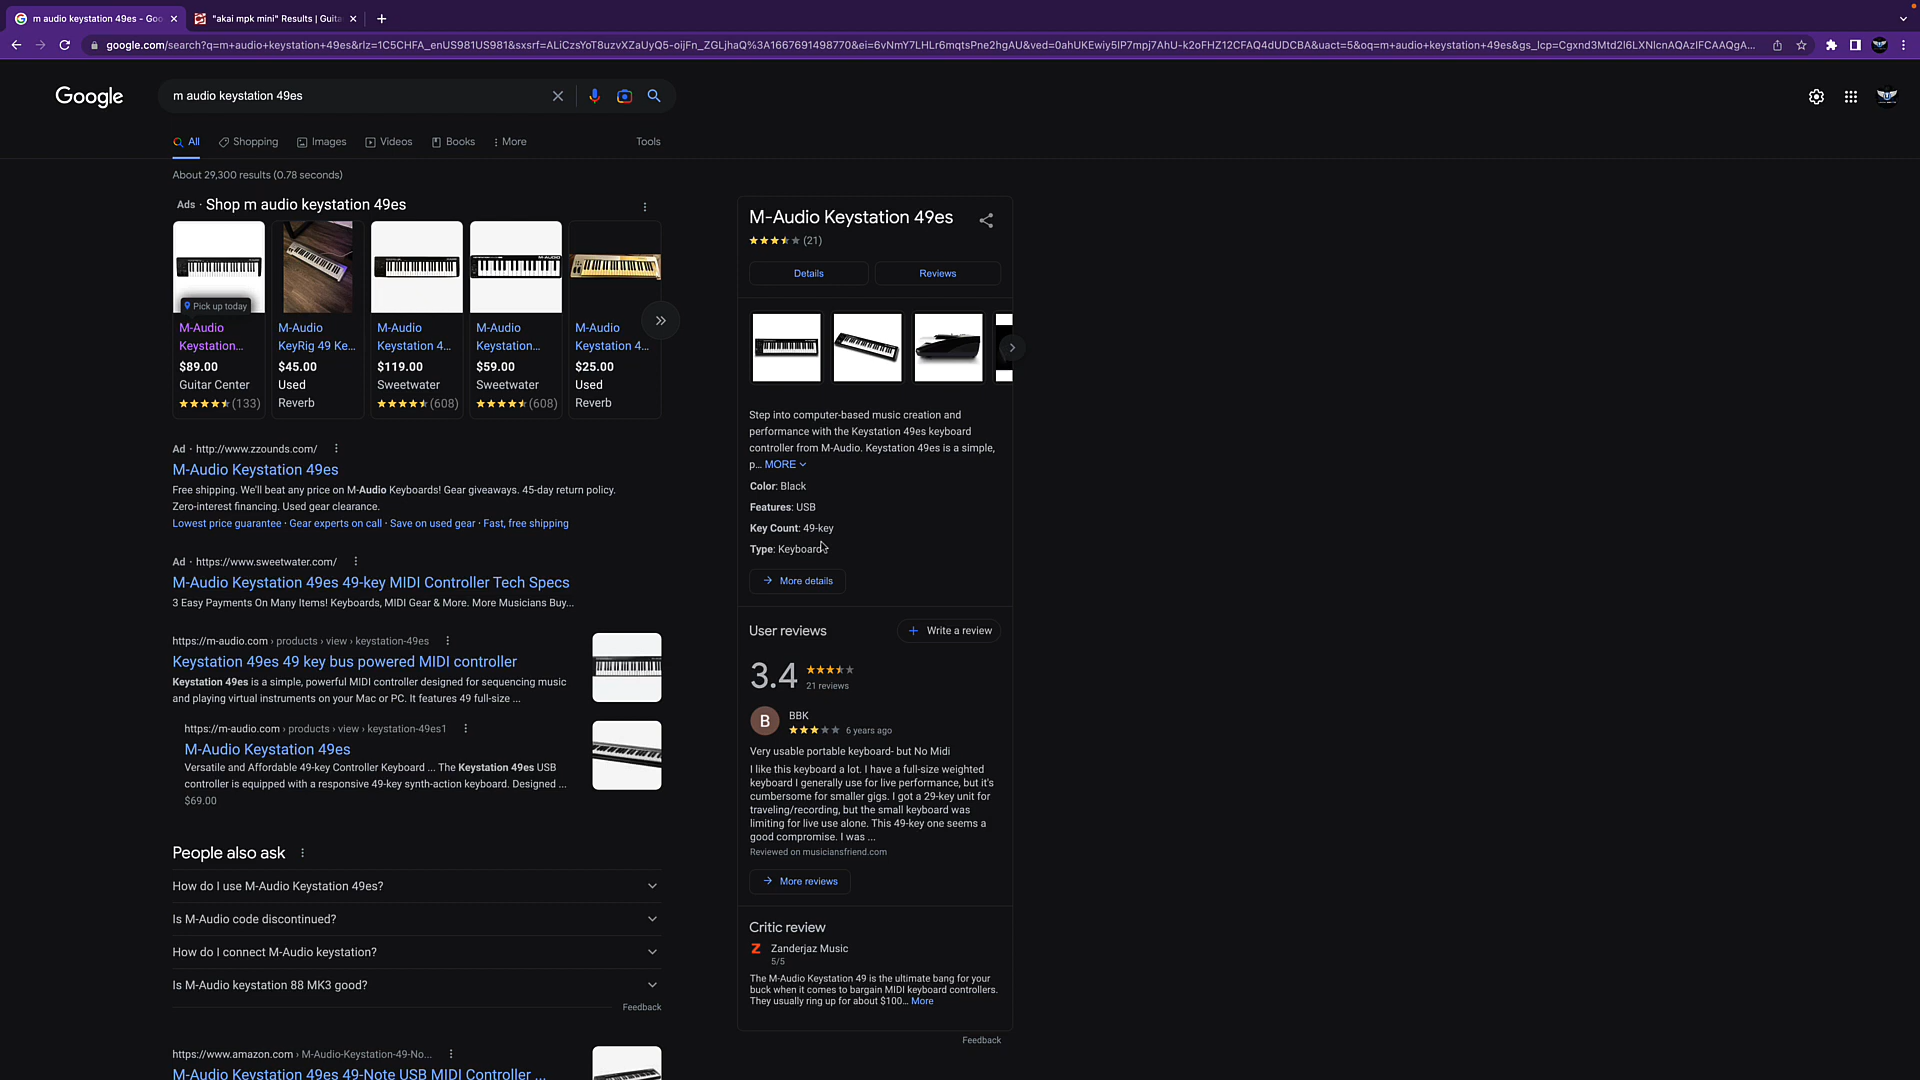 m audio keystation 49es - Goo
"akai mpk mini" Results | Guita
google.com/search?q=m+audio+keystation+49es&rlz=1C5CHFA_enUS981US981&sxsrf=ALiCzsYoT8uzvXZaUyQ5-oijFn_ZGLjhaQ%3A1667691498770&ei=6vNmY7LHLr6mqtsPne2hgAU&ved=0ahUKEwiy5IP7mpj7AhU-k2oFHZ12CFAQ4dUDCBA&uact=5&oq=m+audio+keystation+49es&gs_lcp=Cgxnd3Mtd2l6LXNlcnAQAzIFCAAQgA...
Google
m audio keystation 49es
All
Shopping
Images
Videos
Books
More
Tools
About 29,300 results (0.78 seconds)
Ads · Shop m audio keystation 49es
Pick up today
M-Audio
Keystation...
$89.00
Guitar Center
(133)
M-Audio
KeyRig 49 Ke...
$45.00
Used
Reverb
M-Audio
Keystation 4...
$119.00
Sweetwater
(608)
M-AUDIO
M-Audio
Keystation...
$59.00
Sweetwater
(608)
M-Audio
Keystation 4...
$25.00
Used
Reverb
Ad · http://www.zzounds.com/
M-Audio Keystation 49es
Free shipping. We'll beat any price on M-Audio Keyboards! Gear giveaways. 45-day return policy.
Zero-interest financing. Used gear clearance.
Lowest price guarantee · Gear experts on call · Save on used gear · Fast, free shipping
Ad · https://www.sweetwater.com/
M-Audio Keystation 49es 49-key MIDI Controller Tech Specs
3 Easy Payments On Many Items! Keyboards, MIDI Gear & More. More Musicians Buy...
https://m-audio.com › products › view › keystation-49es
Keystation 49es 49 key bus powered MIDI controller
Keystation 49es is a simple, powerful MIDI controller designed for sequencing music
and playing virtual instruments on your Mac or PC. It features 49 full-size ...
https://m-audio.com › products › view › keystation-49es1
M-Audio Keystation 49es
Versatile and Affordable 49-key Controller Keyboard ... The Keystation 49es USB
controller is equipped with a responsive 49-key synth-action keyboard. Designed ...
$69.00
People also ask
How do I use M-Audio Keystation 49es?
Is M-Audio code discontinued?
How do I connect M-Audio keystation?
Is M-Audio keystation 88 MK3 good?
Feedback
https://www.amazon.com › M-Audio-Keystation-49-No...
M-Audio Keystation 49es 49-Note USB MIDI Controller ...
M-Audio Keystation 49es
(21)
Details
Reviews
Step into computer-based music creation and
performance with the Keystation 49es keyboard
controller from M-Audio. Keystation 49es is a simple,
p... MORE
Color: Black
Features: USB
Key Count: 49-key
Type: Keyboard
More details
User reviews
Write a review
3.4
21 reviews
B
BBK
6 years ago
Very usable portable keyboard- but No Midi
I like this keyboard a lot. I have a full-size weighted
keyboard I generally use for live performance, but it's
cumbersome for smaller gigs. I got a 29-key unit for
traveling/recording, but the small keyboard was
limiting for live use alone. This 49-key one seems a
good compromise. I was ...
Reviewed on musiciansfriend.com
More reviews
Critic review
Z
Zanderjaz Music
5/5
The M-Audio Keystation 49 is the ultimate bang for your
buck when it comes to bargain MIDI keyboard controllers.
They usually ring up for about $100... More
Feedback